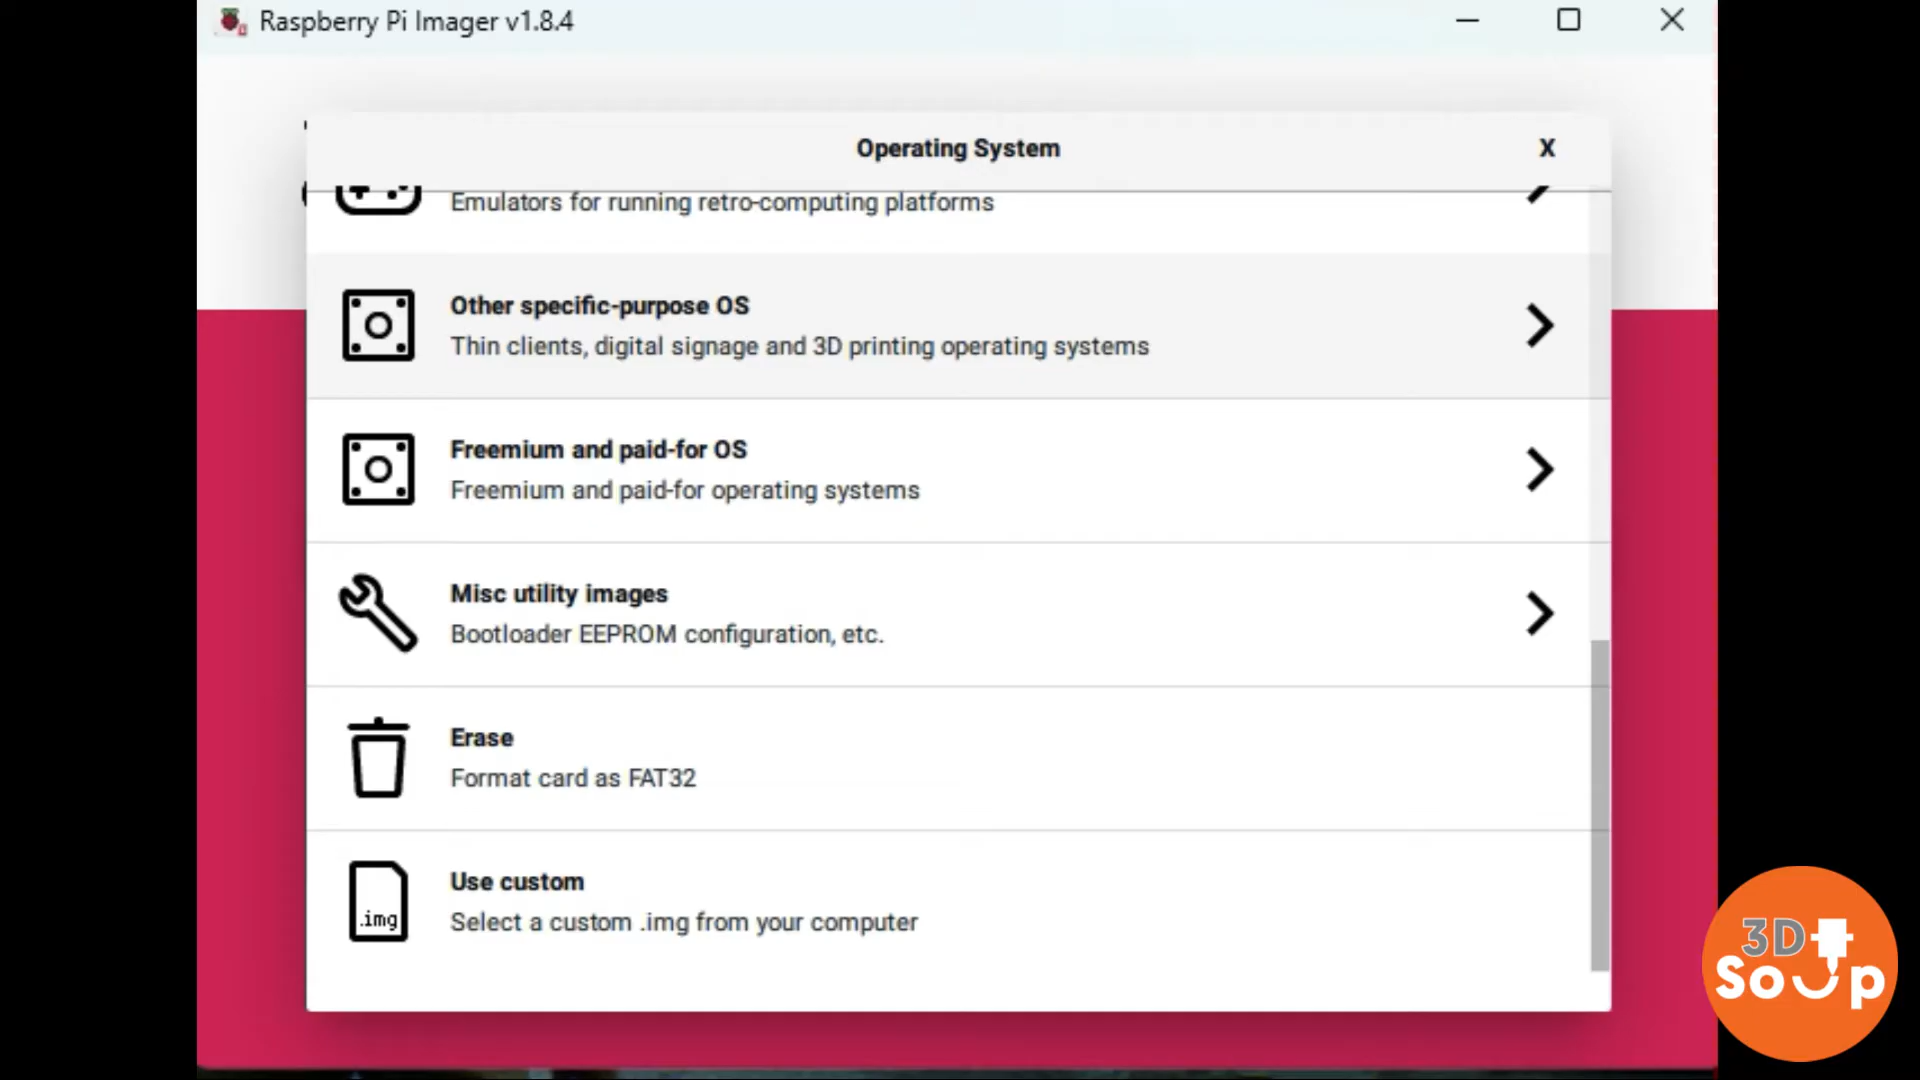 Raspberry Pi Imager v1.8.4
Operating System
X
Emulators for running retro-computing platforms
Other specific-purpose OS
Thin clients, digital signage and 3D printing operating systems
Freemium and paid-for OS
Freemium and paid-for operating systems
Misc utility images
Bootloader EEPROM configuration, etc.
Erase
Format card as FAT32
Use custom
.img
Select a custom .img from your computer
3D
Soup